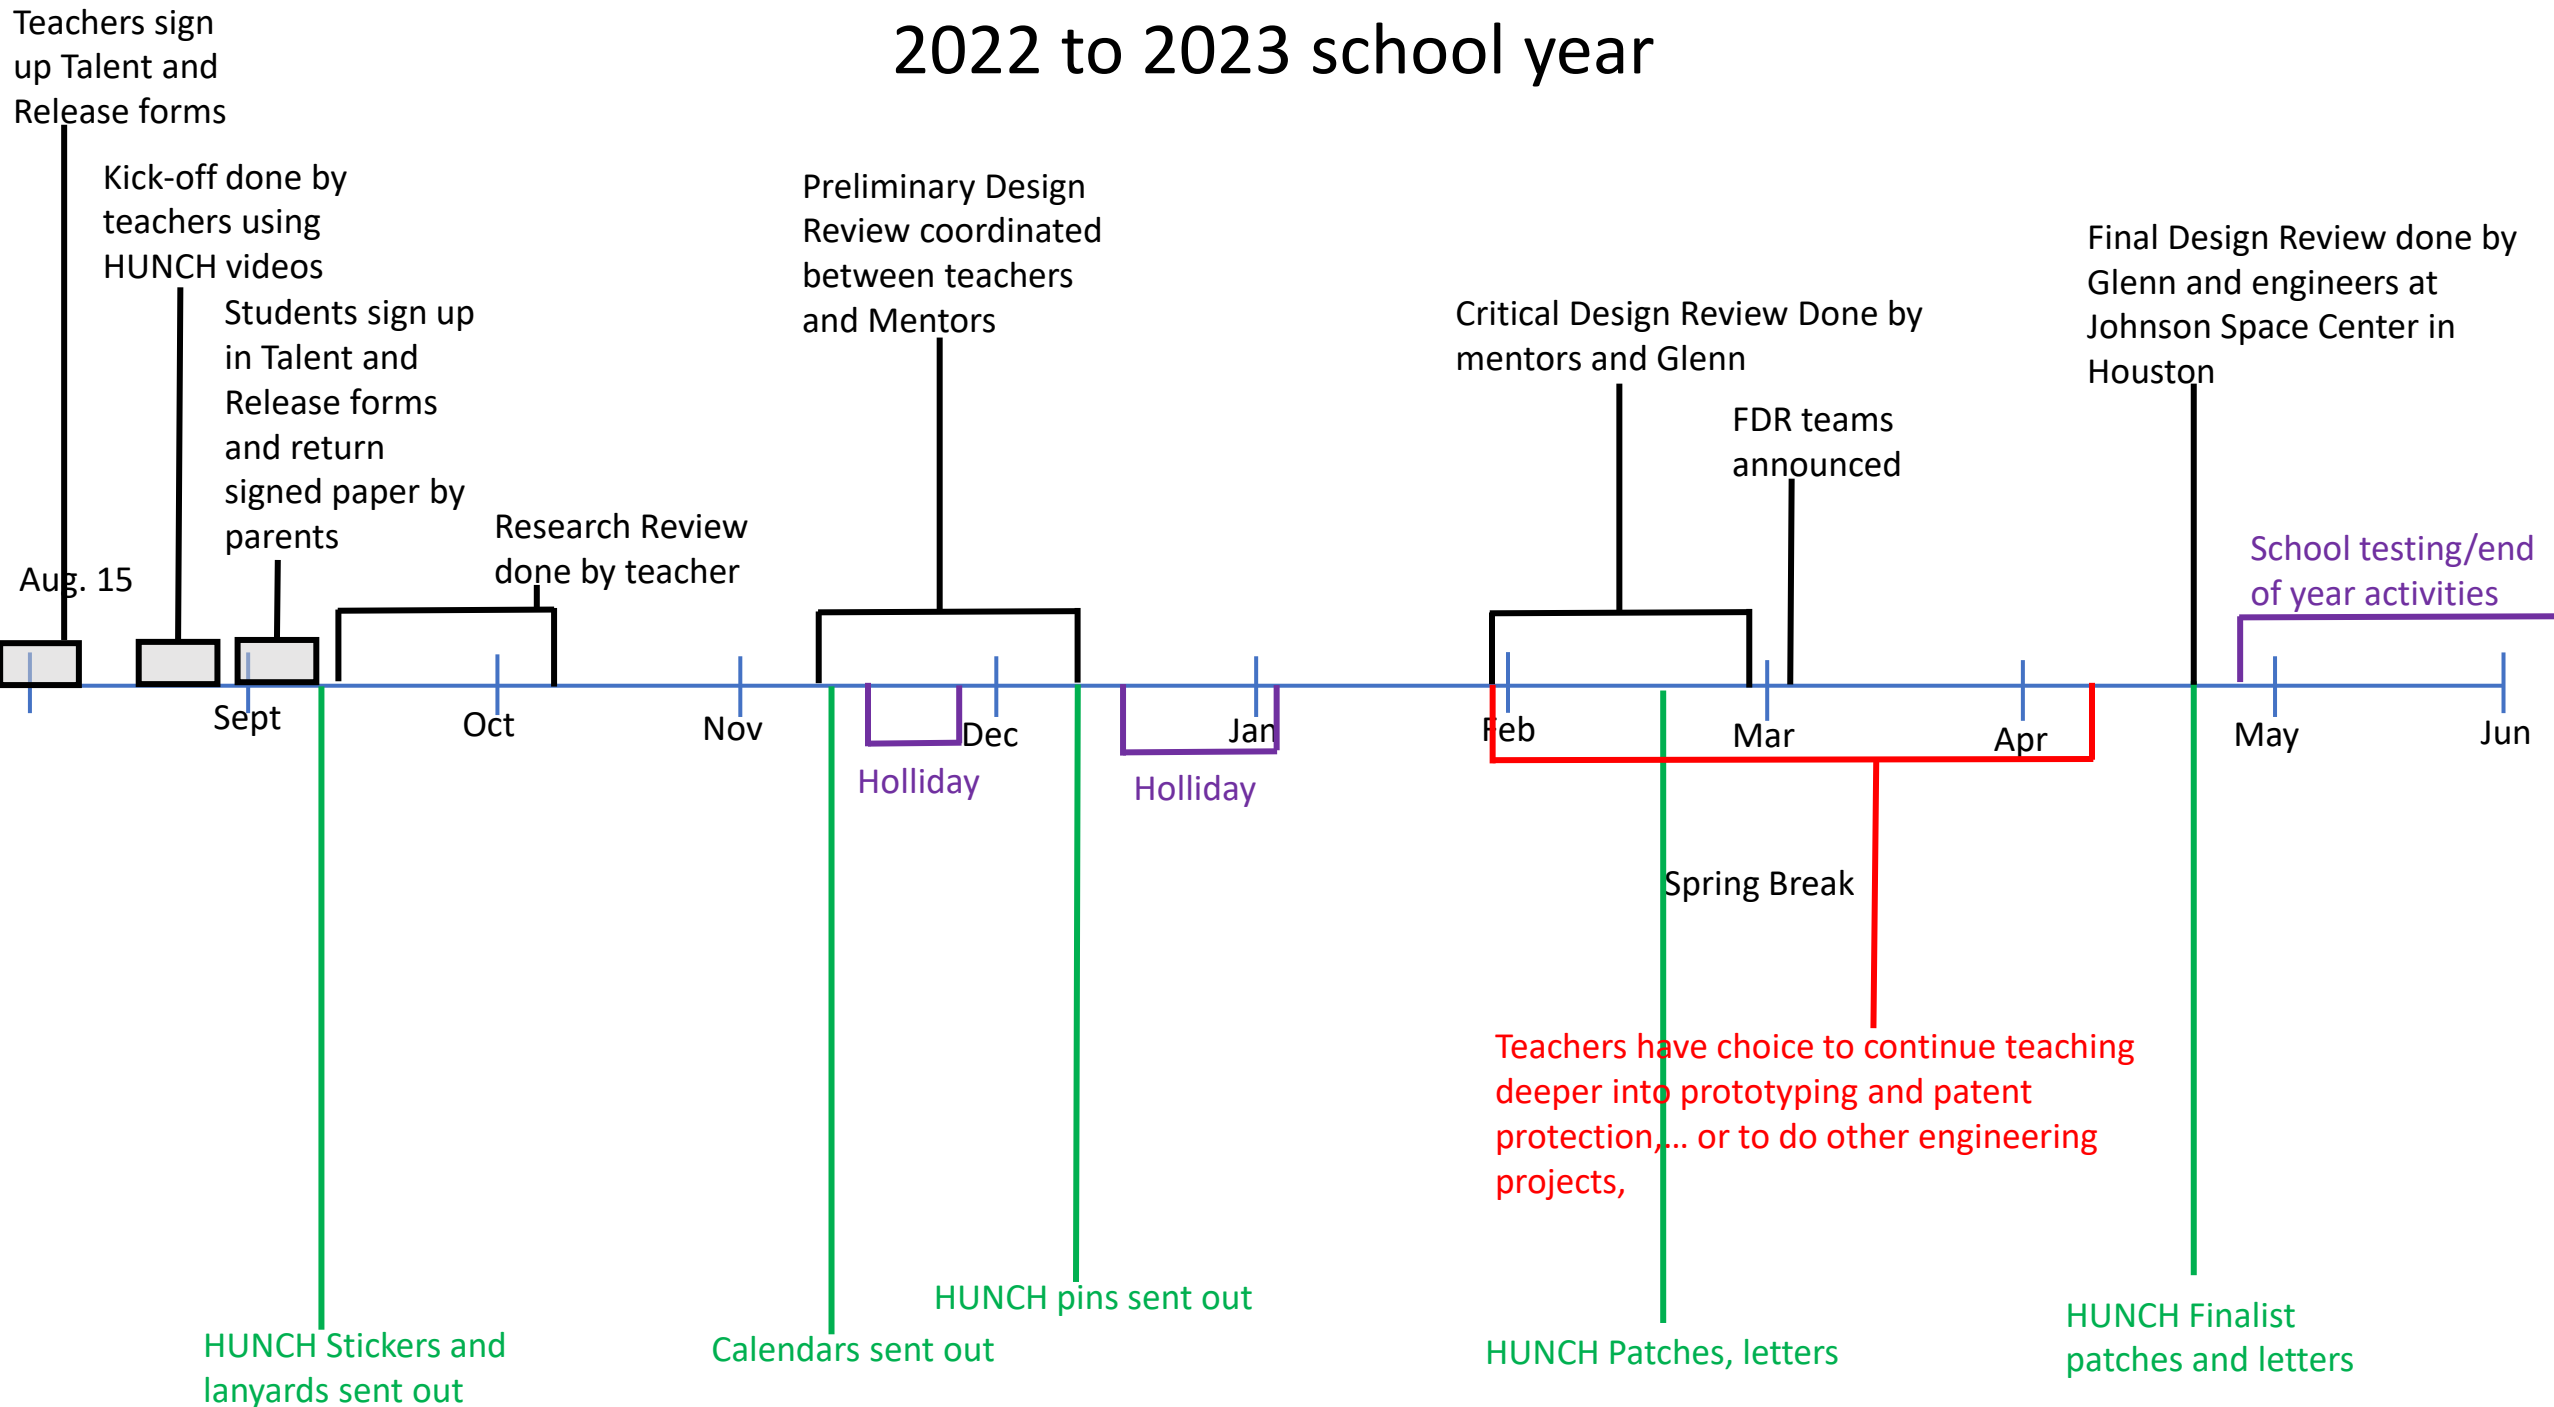 Teachers sign
up Talent and
Release forms
2022 to 2023 school year
Kick-off done by
teachers using
HUNCH videos
Students sign up
in Talent and
Release forms
and return
signed paper by
parents
Research Review
done by teacher
Preliminary Design
Review coordinated
between teachers
and Mentors
Critical Design Review Done by
mentors and Glenn
FDR teams
announced
Final Design Review done by
Glenn and engineers at
Johnson Space Center in
Houston
School testing/end
of year activities
Aug. 15
Sept
Oct
Nov
Dec
Jan
Feb
Mar
Apr
May
Jun
Holliday
Holliday
Spring Break
Teachers have choice to continue teaching
deeper into prototyping and patent
protection,... or to do other engineering
projects,
HUNCH Stickers and
lanyards sent out
Calendars sent out
HUNCH pins sent out
HUNCH Patches, letters
HUNCH Finalist
patches and letters